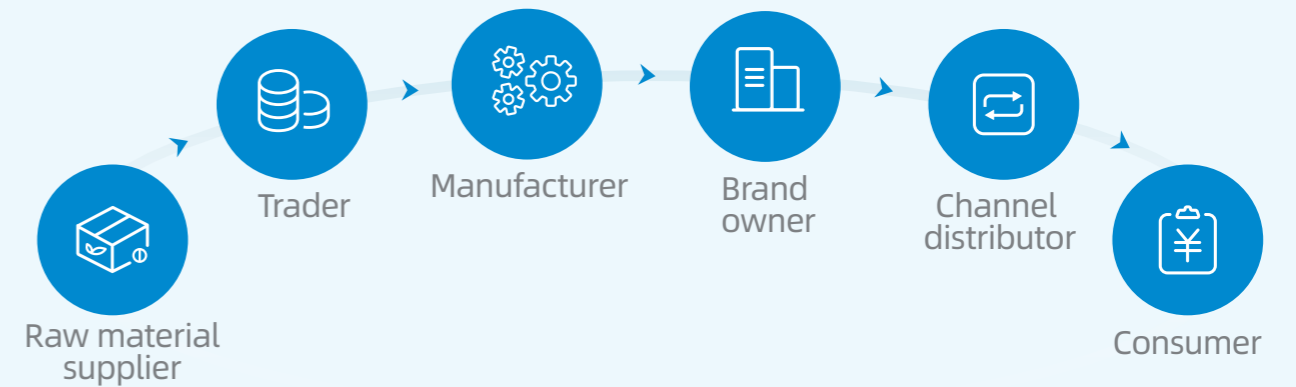 Raw material
supplier
Trader
Manufacturer
Brand
owner
Channel
distributor
Consumer